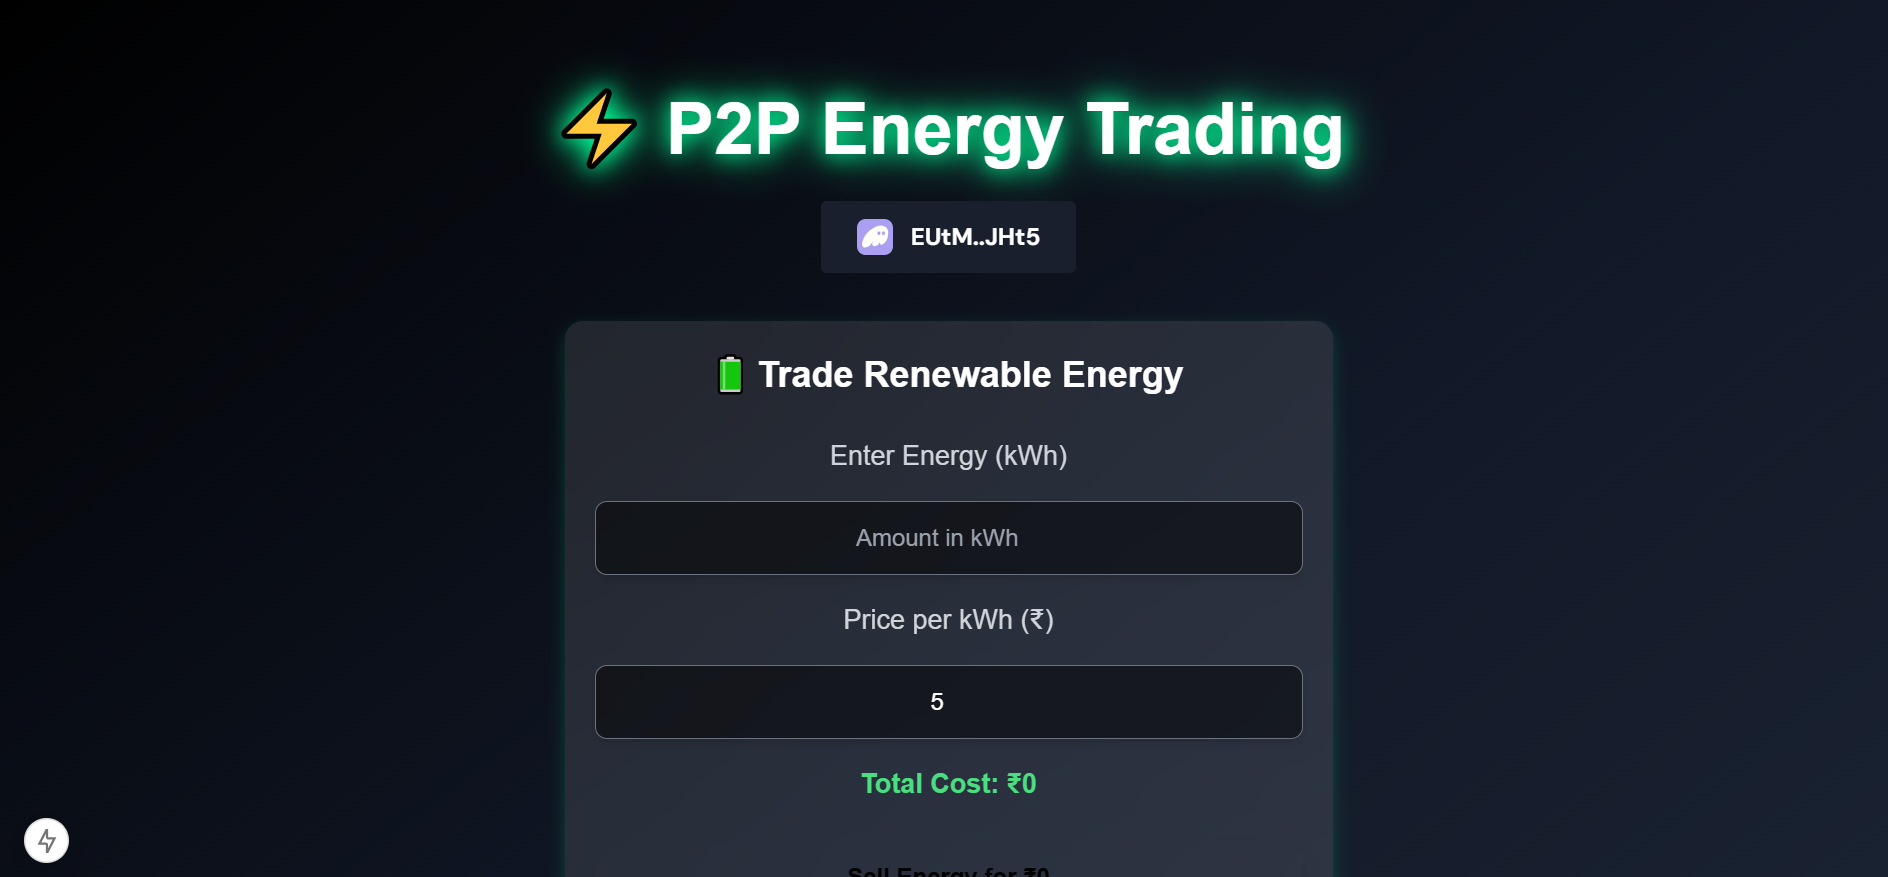 ⚡ P2P Energy Trading
EUtM..JHt5
🔋 Trade Renewable Energy
Enter Energy (kWh)
Amount in kWh
Price per kWh (₹)
5
Total Cost: ₹0
Sell Energy for ₹0